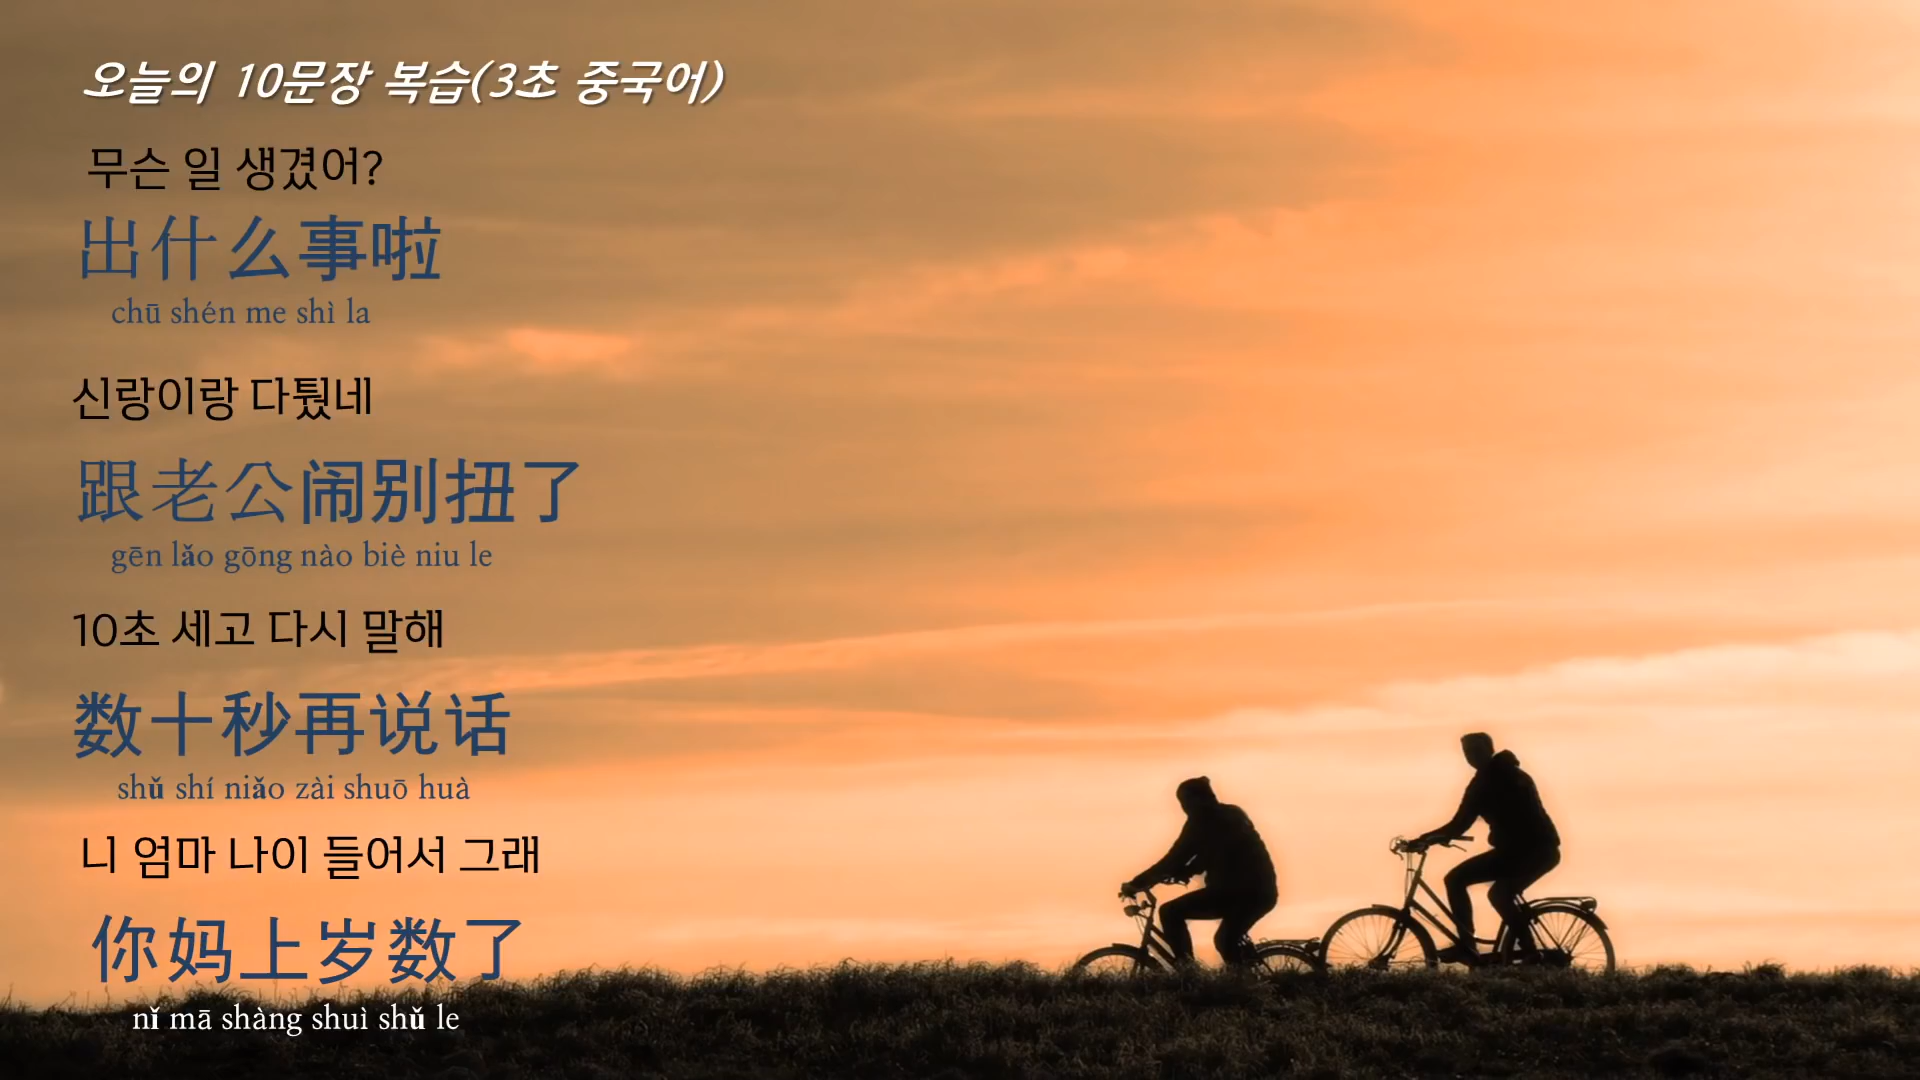 오늘의 10문장 복습(3초 중국어)
무슨 일 생겼어?
出什么事啦
chū shén me shì la
신랑이랑 다퉜네
跟老公闹别扭了
gēn lǎo gōng nào biè niu le
10초 세고 다시 말해
数十秒再说话
shǔ shí niǎo zài shuō huà
니 엄마 나이 들어서 그래
你妈上岁数了
nǐ mā shàng shuì shǔ le